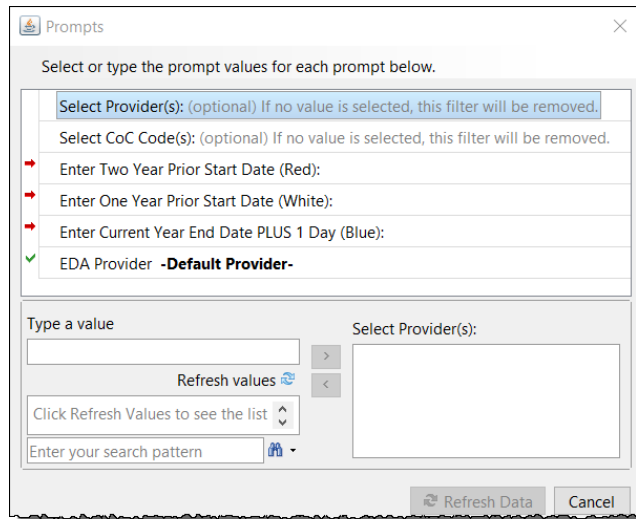 Prompts
Select or type the prompt values for each prompt below.
Select Provider(s): (optional) If no value is selected, this filter will be removed.
Select CoC Code(s): (optional) If no value is selected, this filter will be removed.
Enter Two Year Prior Start Date (Red):
Enter One Year Prior Start Date (White):
Enter Current Year End Date PLUS 1 Day (Blue):
EDA Provider -Default Provider-
Type a value
Select Provider(s):
>
Refresh values
<
Click Refresh Values to see the list
Enter your search pattern
Refresh Data Cancel